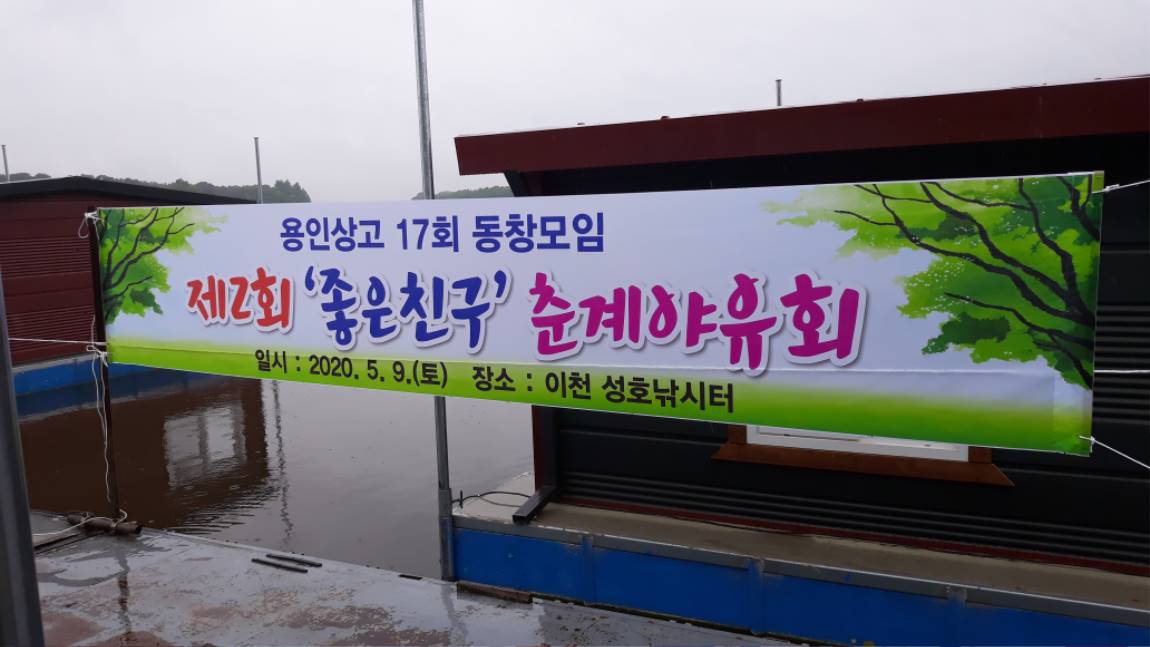 용인상고 17회 동창모임
제2회 '좋은친구' 춘계야유회
일시 : 2020. 5. 9.(토) 장소 : 이천 성호낚시터